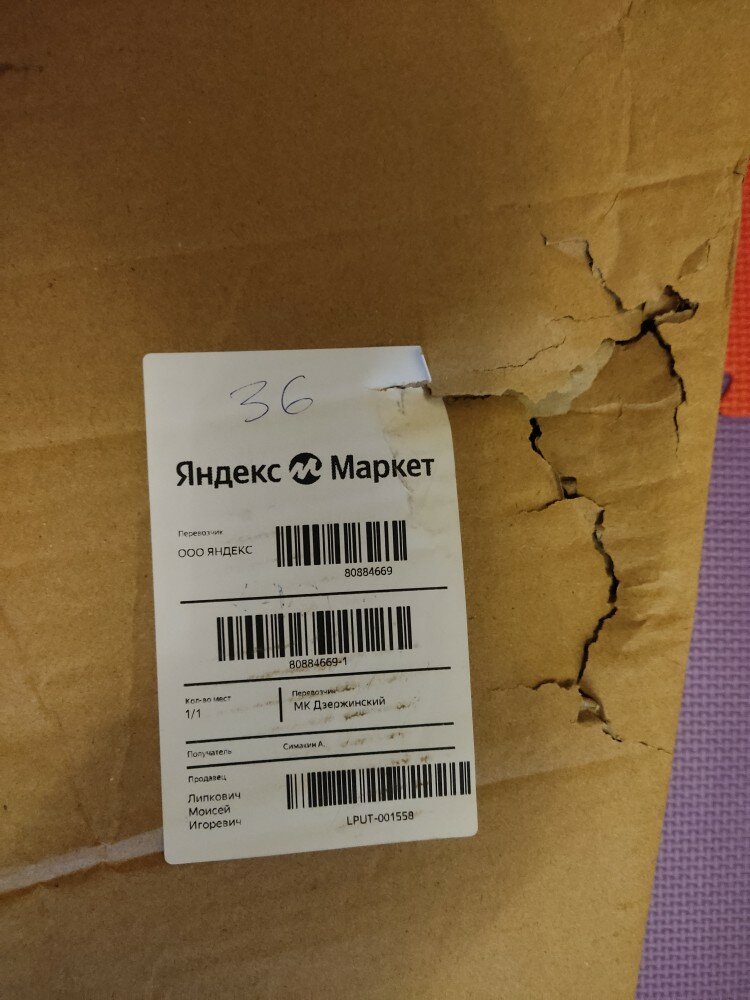 36
Яндекс Маркет
Перевозчик
ООО ЯНДЕКС
80884669
80884669-1
Кол-во мест
1/1
Перевозчик
МК Дзержинский
Получатель
Симакин А.
Продавец
Липкович
Моисей
Игоревич
LPUT-001558